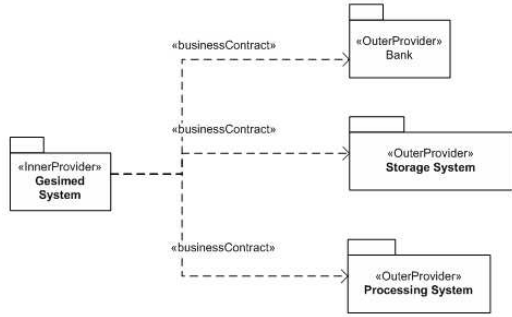 «businessContract»
«OuterProvider»
Bank
«businessContract»
«OuterProvider»
Storage System
«InnerProvider»
Gesimed
System
«businessContract»
«OuterProvider»
Processing System